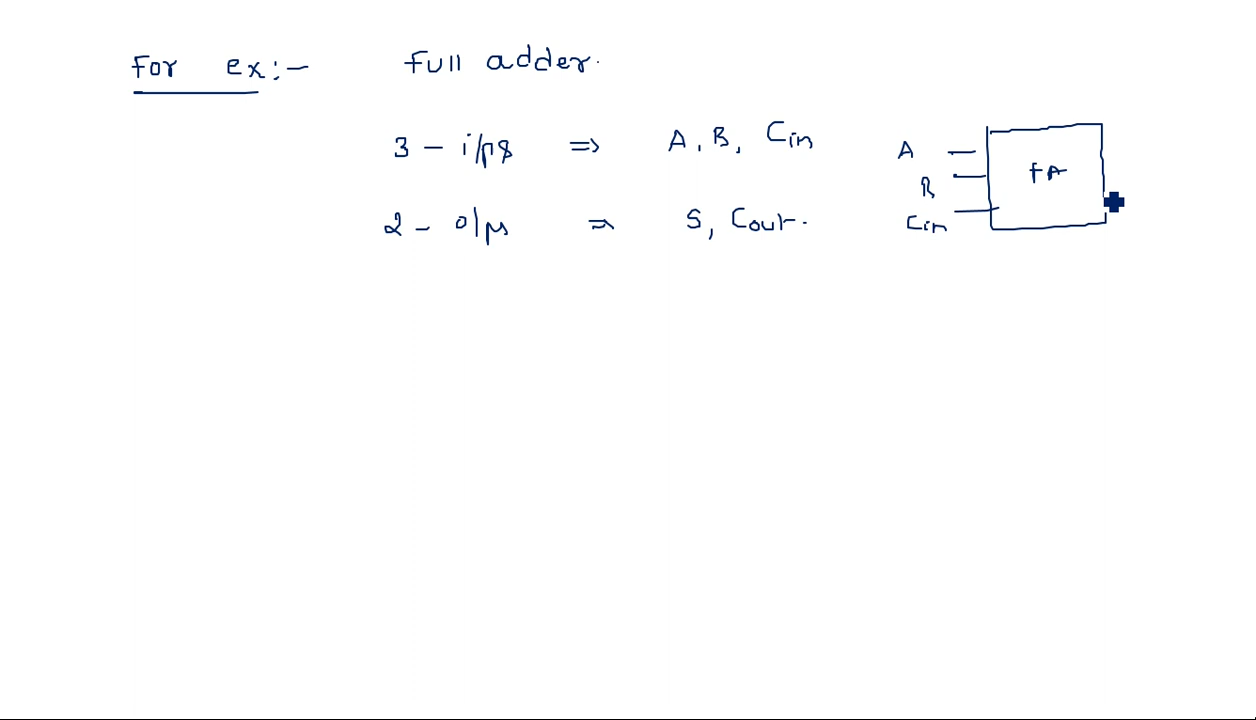 For ex:- Full adder.
3 - i/ps ⇒ A, B, Cin
2 - o/ps ⇒ S, Cout.
A
B
Cin
FA